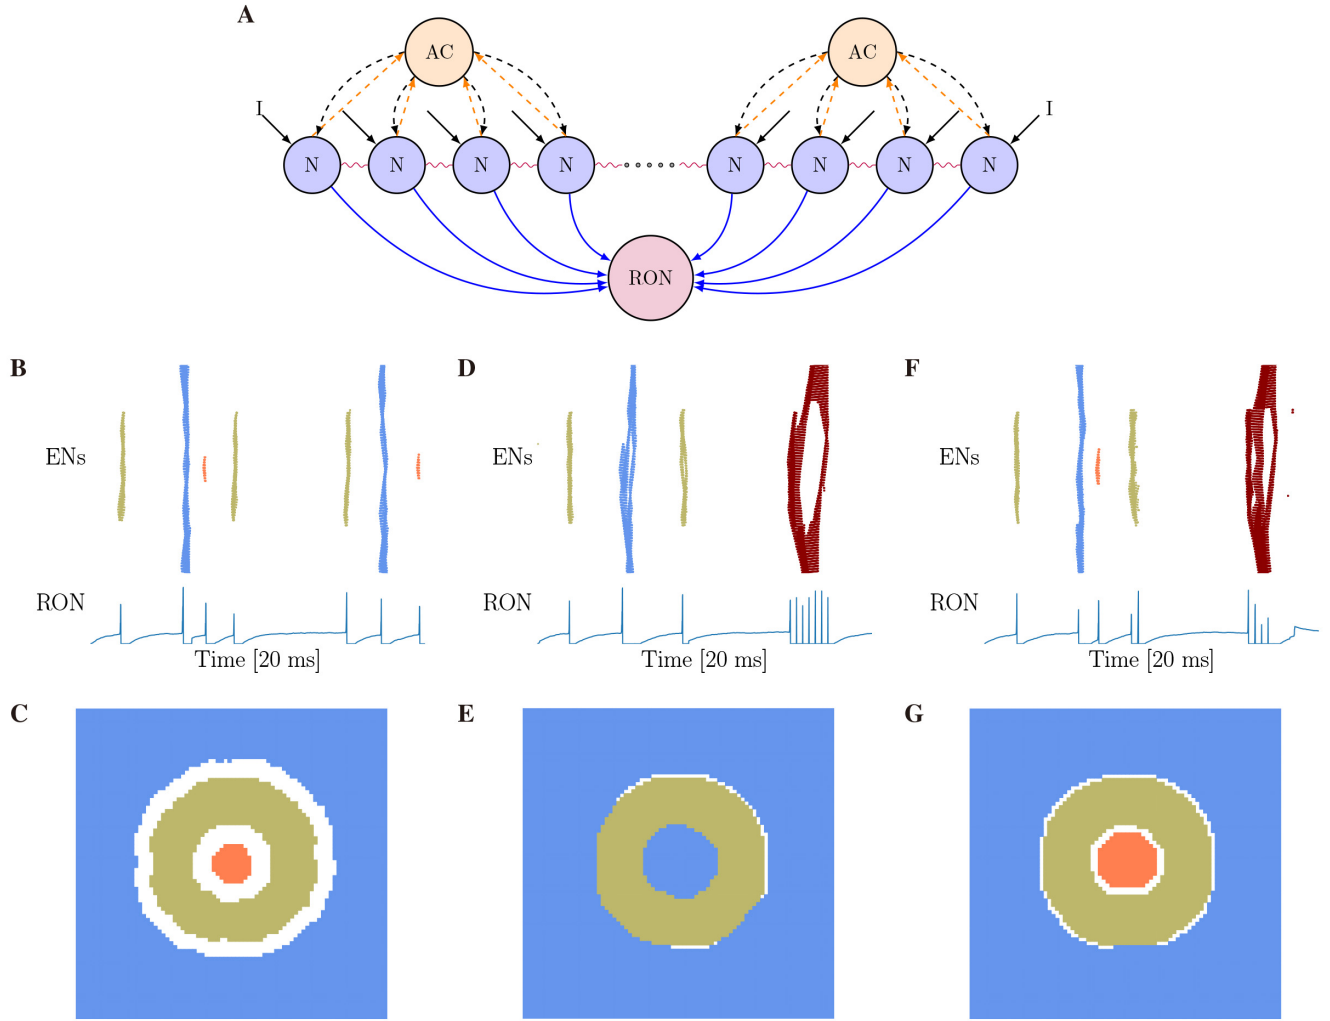 A
AC AC
I I
N N N N N N N N
RON
B D F
ENs ENs ENs
RON RON RON
Time [20 ms] Time [20 ms] Time [20 ms]
C E G